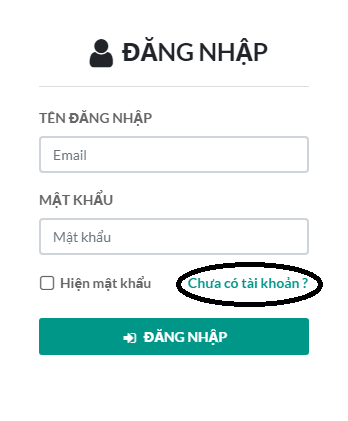 ĐĂNG NHẬP
TÊN ĐĂNG NHẬP
Email
MẬT KHẨU
Mật khẩu
Hiện mật khẩu Chưa có tài khoản ?
ĐĂNG NHẬP